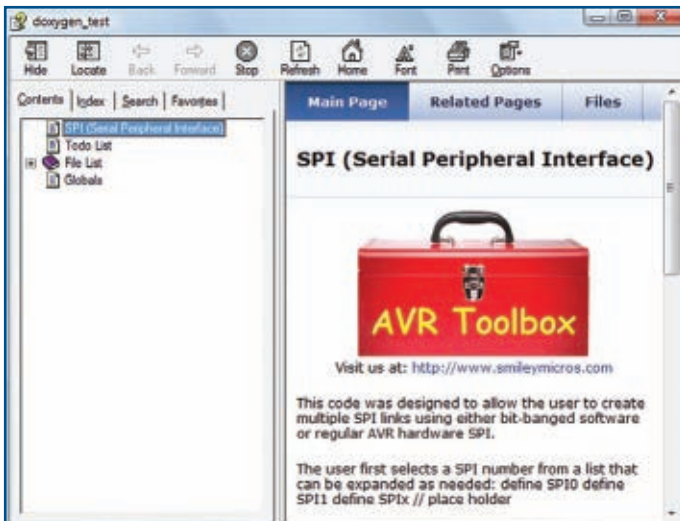 doxygen_test
Hide Locate Back Forward Stop Refresh Home Font Print Options
Contents Index Search Favorites
SPI (Serial Peripheral Interface)
Todo List
File List
Globals
Main Page Related Pages Files
SPI (Serial Peripheral Interface)
AVR Toolbox
Visit us at: http://www.smileymicros.com
This code was designed to allow the user to create
multiple SPI links using either bit-banged software
or regular AVR hardware SPI.
The user first selects a SPI number from a list that
can be expanded as needed: define SPI0 define
SPI1 define SPIx // place holder